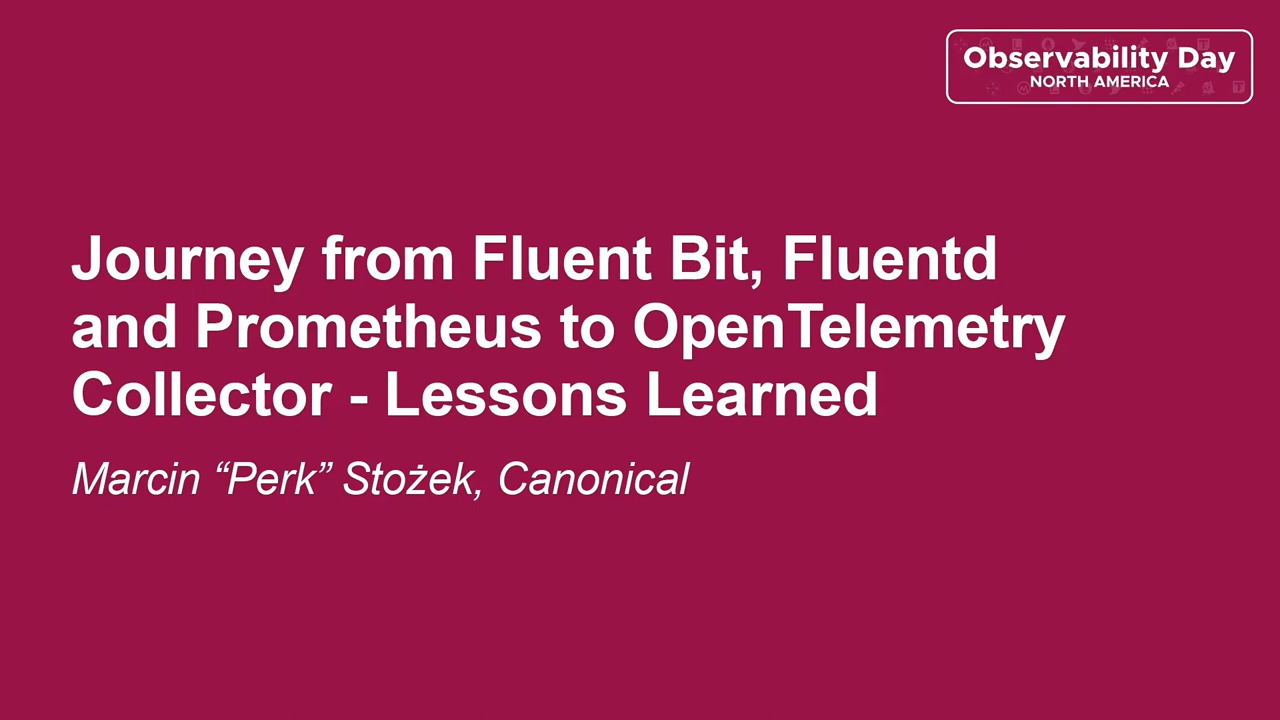 Observability Day
NORTH AMERICA
Journey from Fluent Bit, Fluentd
and Prometheus to OpenTelemetry
Collector - Lessons Learned
Marcin “Perk” Stożek, Canonical